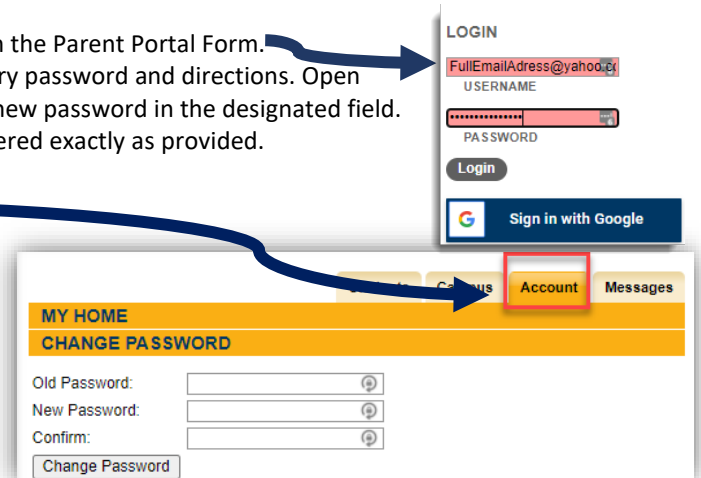 n the Parent Portal Form.
ry password and directions. Open
new password in the designated field.
ered exactly as provided.
LOGIN
FullEmailAdress@yahoo.c
USERNAME
PASSWORD
Login
G Sign in with Google
Account Messages
MY HOME
CHANGE PASSWORD
Old Password:
New Password:
Confirm:
Change Password